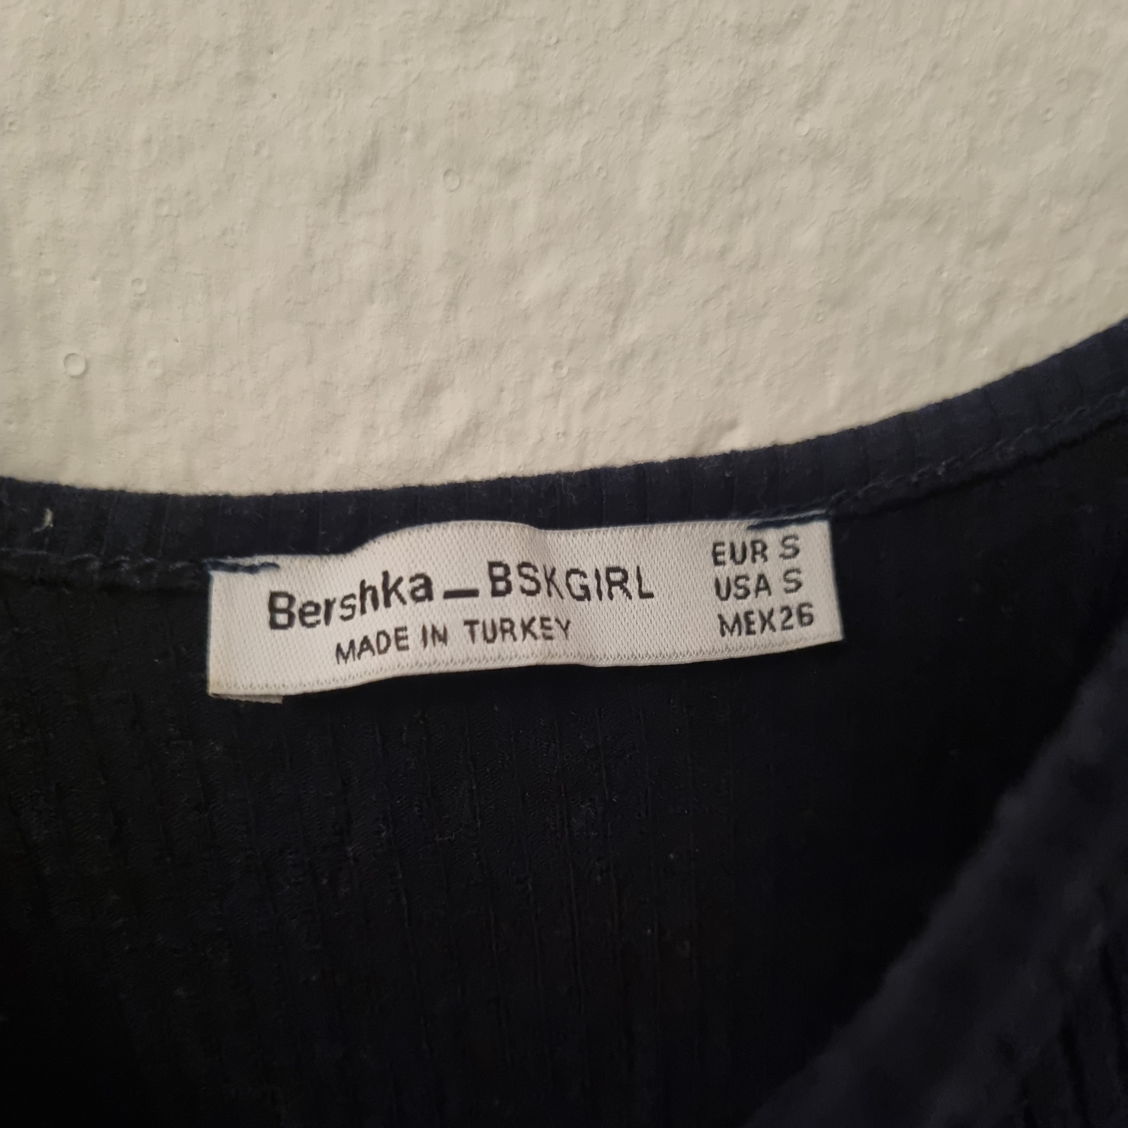 Bershka_BSKGIRL
MADE IN TURKEY
EUR S
USA S
MEX26